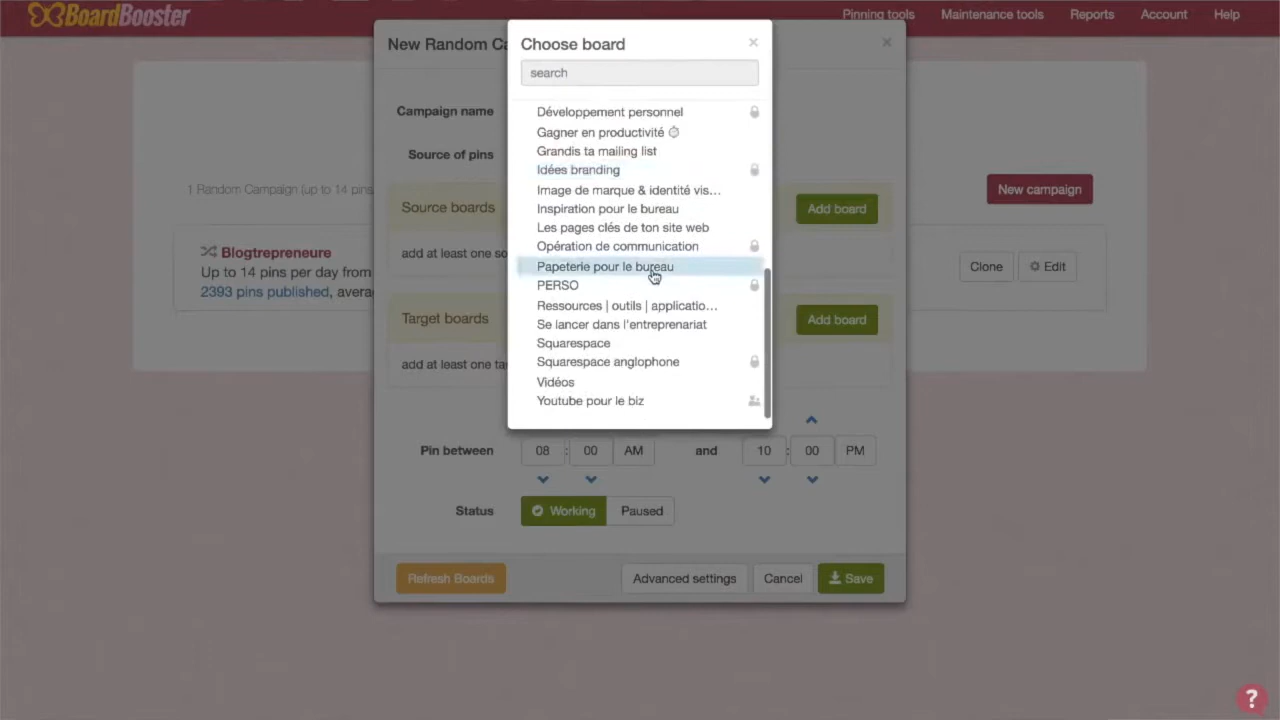 BoardBooster
Pinning tools
Maintenance tools
Reports
Account
Help
New Random Ca
Choose board
search
Campaign name
Développement personnel
Gagner en productivité
Source of pins
Grandis ta mailing list
Idées branding
1 Random Campaign (up to 14 pins
Image de marque & identité vis...
New campaign
Source boards
Inspiration pour le bureau
Add board
Les pages clés de ton site web
add at least one so
Opération de communication
Blogtrepreneure
Up to 14 pins per day from
Papeterie pour le bureau
Clone
Edit
2393 pins published, avera
PERSO
Ressources | outils | applicatio...
Target boards
Se lancer dans l'entreprenariat
Add board
Squarespace
add at least one ta
Squarespace anglophone
Vidéos
Youtube pour le biz
Pin between
08 : 00 AM and 10 : 00 PM
Status
Working
Paused
Refresh Boards
Advanced settings
Cancel
Save
?